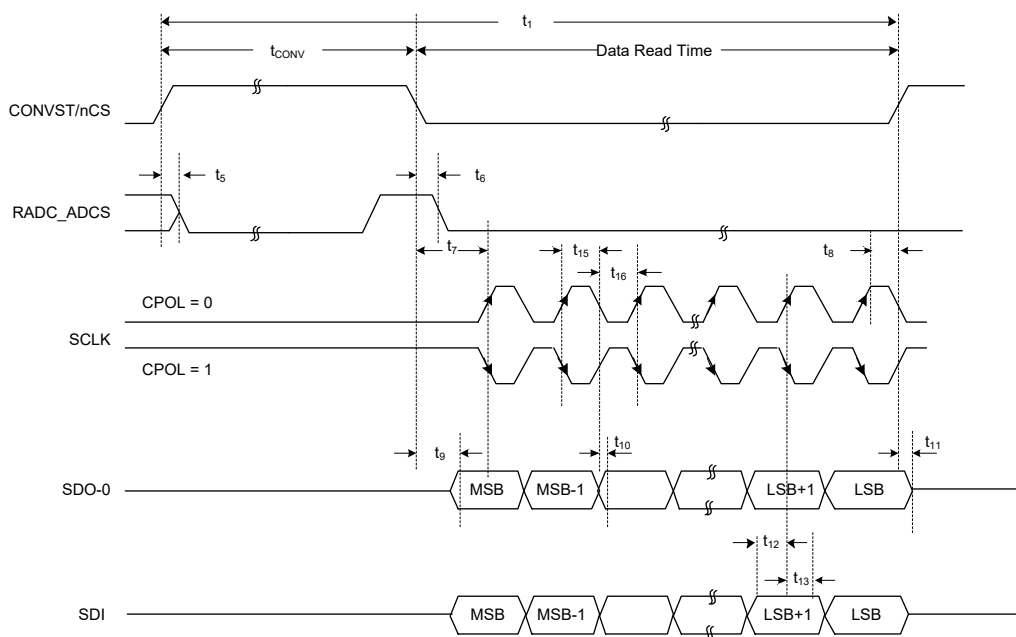 t1
tCONV
Data Read Time
CONVST/nCS
t5
t6
RADC_ADCS
t7
t15
t8
t16
CPOL = 0
SCLK
CPOL = 1
t9
t10
t11
SDO-0
MSB
MSB-1
LSB+1
LSB
t12
t13
SDI
MSB
MSB-1
LSB+1
LSB